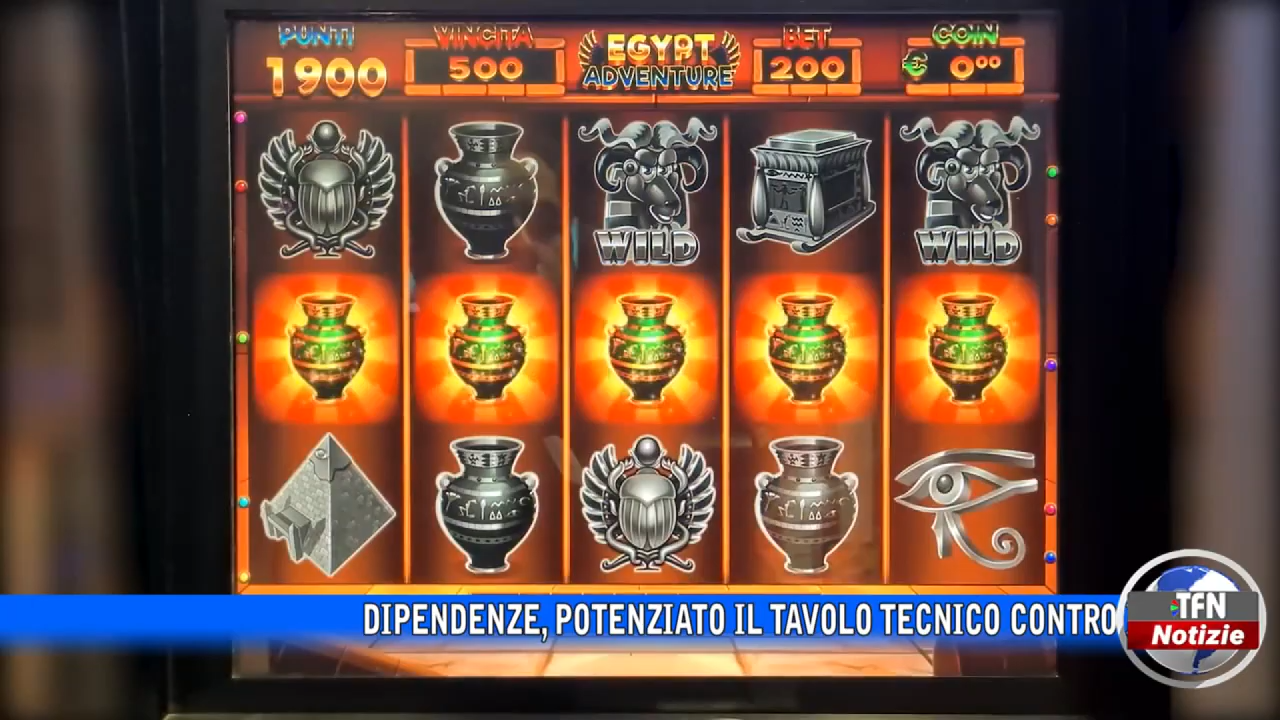 PUNTI VINCITA EGYPT BET COIN
1900 500 ADVENTURE 200 € 0⁰⁰
WILD WILD
DIPENDENZE, POTENZIATO IL TAVOLO TECNICO CONTRO
TFN
Notizie